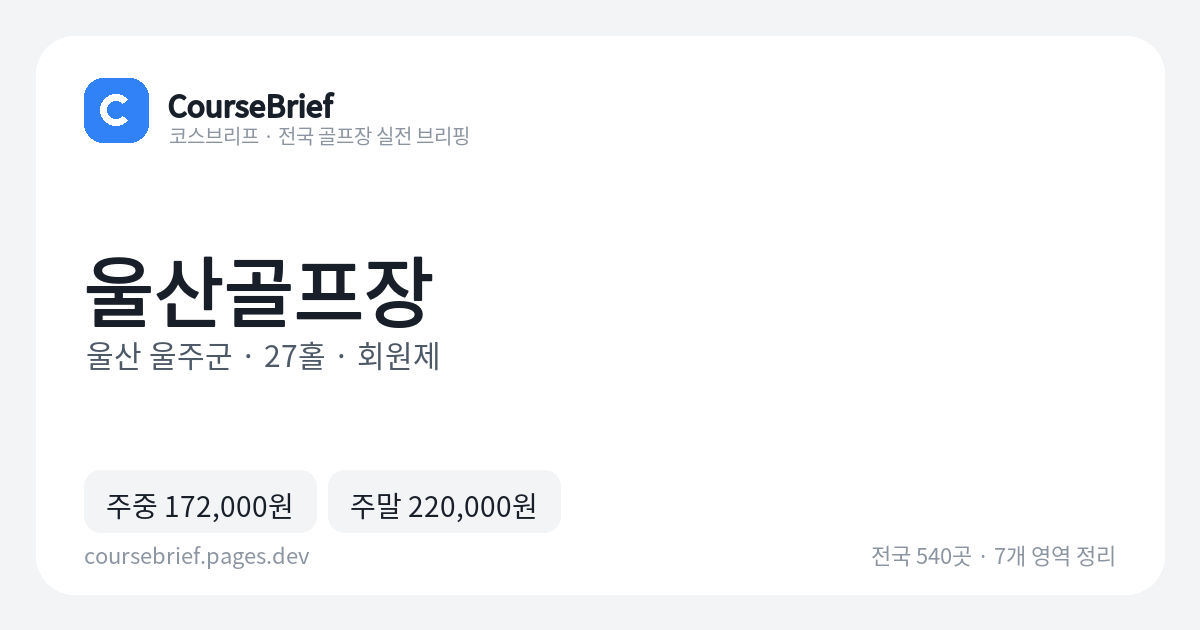 CourseBrief
코스브리프 · 전국 골프장 실전 브리핑
울산골프장
울산 울주군 · 27홀 · 회원제
주중 172,000원
주말 220,000원
coursebrief.pages.dev
전국 540곳 · 7개 영역 정리